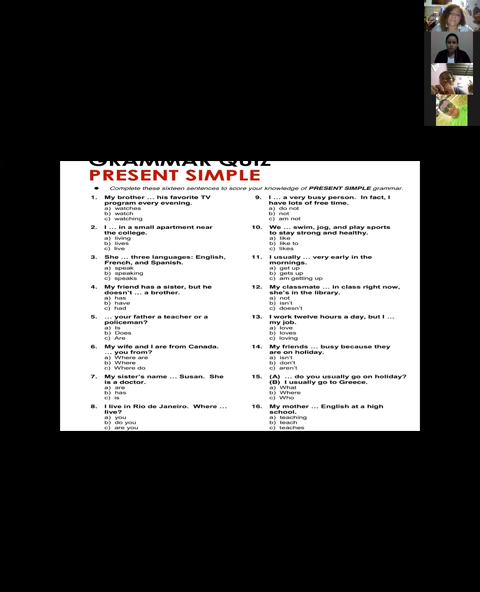 GRAMMAR QUIZ
PRESENT SIMPLE
● Complete these sixteen sentences to score your knowledge of PRESENT SIMPLE grammar.
1. My brother ... his favorite TV
program every evening.
a) watches
b) watch
c) watching
2. I ... in a small apartment near
the college.
a) living
b) lives
c) live
3. She ... three languages: English,
French, and Spanish.
a) speak
b) speaking
c) speaks
4. My friend has a sister, but he
doesn't ... a brother.
a) has
b) have
c) had
5. ... your father a teacher or a
policeman?
a) Is
b) Does
c) Are
6. My wife and I are from Canada.
... you from?
a) Where are
b) Where
c) Where do
7. My sister's name ... Susan. She
is a doctor.
a) are
b) has
c) is
8. I live in Rio de Janeiro. Where ...
live?
a) you
b) do you
c) are you
9. I ... a very busy person. In fact, I
have lots of free time.
a) do not
b) not
c) am not
10. We ... swim, jog, and play sports
to stay strong and healthy.
a) like
b) like to
c) likes
11. I usually ... very early in the
mornings.
a) get up
b) gets up
c) am getting up
12. My classmate ... in class right now,
she's in the library.
a) not
b) isn't
c) doesn't
13. I work twelve hours a day, but I ...
my job.
a) love
b) loves
c) loving
14. My friends ... busy because they
are on holiday.
a) isn't
b) don't
c) aren't
15. (A) ... do you usually go on holiday?
(B) I usually go to Greece.
a) What
b) Where
c) Who
16. My mother ... English at a high
school.
a) teaching
b) teach
c) teaches